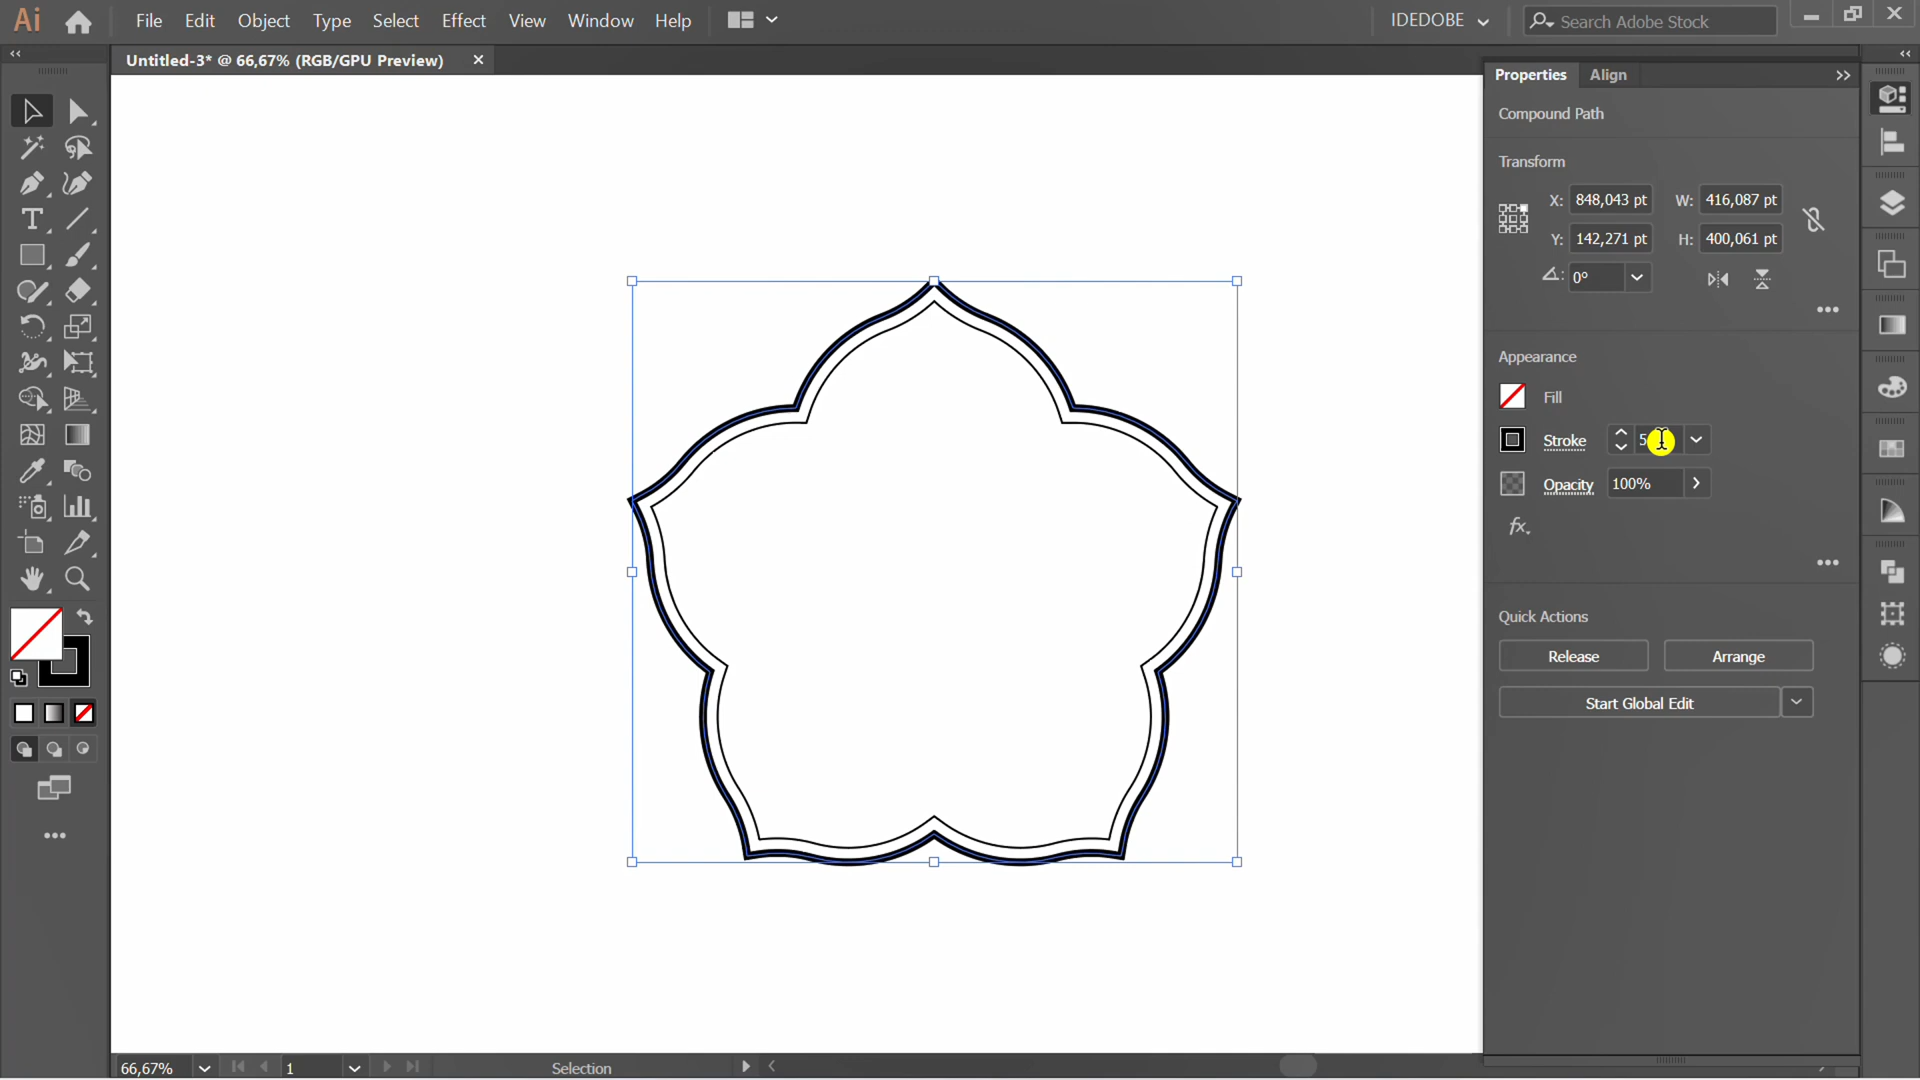 Ai File Edit Object Type Select Effect View Window Help IDEDOBE Search Adobe Stock
Untitled-3* @ 66,67% (RGB/GPU Preview)
Properties Align
Compound Path
Transform
X: 848,043 pt W: 416,087 pt
Y: 142,271 pt H: 400,061 pt
0°
Appearance
Fill
Stroke 5
Opacity 100%
fx.
Quick Actions
Release Arrange
Start Global Edit
66,67% 1 Selection